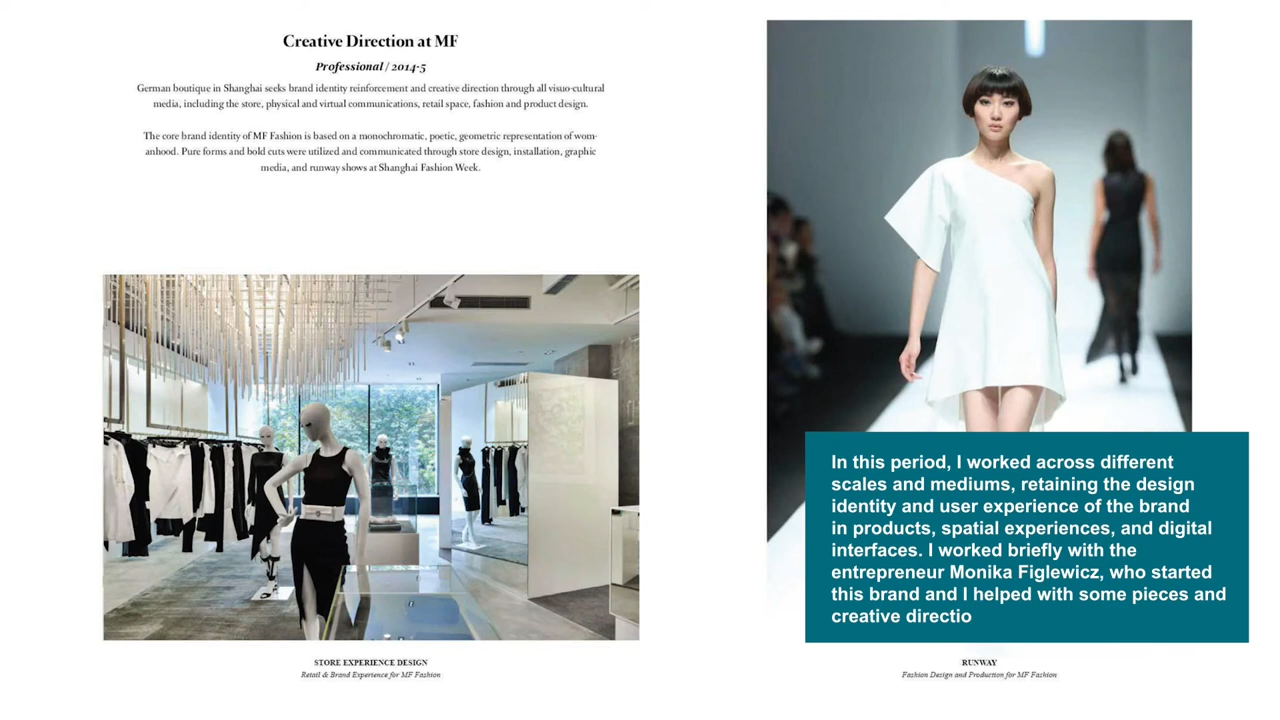 Creative Direction at MF
Professional / 2014-5
German boutique in Shanghai seeks brand identity reinforcement and creative direction through all visuo-cultural
media, including the store, physical and virtual communications, retail space, fashion and product design.
The core brand identity of MF Fashion is based on a monochromatic, poetic, geometric representation of wom-
anhood. Pure forms and bold cuts were utilized and communicated through store design, installation, graphic
media, and runway shows at Shanghai Fashion Week.
STORE EXPERIENCE DESIGN
Retail & Brand Experience for MF Fashion
In this period, I worked across different
scales and mediums, retaining the design
identity and user experience of the brand
in products, spatial experiences, and digital
interfaces. I worked briefly with the
entrepreneur Monika Figlewicz, who started
this brand and I helped with some pieces and
creative directio
RUNWAY
Fashion Design and Production for MF Fashion